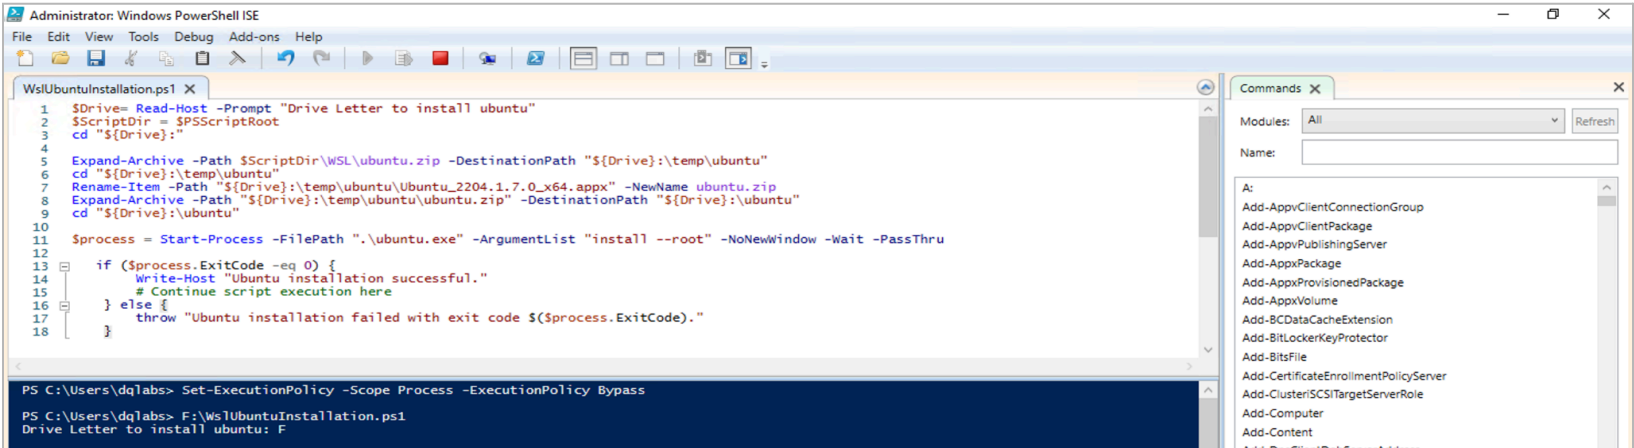 Administrator: Windows PowerShell ISE
File Edit View Tools Debug Add-ons Help
WslUbuntuInstallation.ps1 X
1 $Drive= Read-Host -Prompt "Drive Letter to install ubuntu"
2 $ScriptDir = $PSScriptRoot
3 cd "${Drive}:"
4
5 Expand-Archive -Path $ScriptDir\WSL\ubuntu.zip -DestinationPath "${Drive}:\temp\ubuntu"
6 cd "${Drive}:\temp\ubuntu"
7 Rename-Item -Path "${Drive}:\temp\ubuntu\Ubuntu_2204.1.7.0_x64.appx" -NewName ubuntu.zip
8 Expand-Archive -Path "${Drive}:\temp\ubuntu\ubuntu.zip" -DestinationPath "${Drive}:\ubuntu"
9 cd "${Drive}:\ubuntu"
10
11 $process = Start-Process -FilePath ".\ubuntu.exe" -ArgumentList "install --root" -NoNewWindow -Wait -PassThru
12
13 if ($process.ExitCode -eq 0) {
14 Write-Host "Ubuntu installation successful."
15 # Continue script execution here
16 } else {
17 throw "Ubuntu installation failed with exit code $($process.ExitCode)."
18 }
PS C:\Users\dqlabs> Set-ExecutionPolicy -Scope Process -ExecutionPolicy Bypass
PS C:\Users\dqlabs> F:\WslUbuntuInstallation.ps1
Drive Letter to install ubuntu: F
Commands X
Modules: All Refresh
Name:
A:
Add-AppvClientConnectionGroup
Add-AppvClientPackage
Add-AppvPublishingServer
Add-AppxPackage
Add-AppxProvisionedPackage
Add-AppxVolume
Add-BCDataCacheExtension
Add-BitLockerKeyProtector
Add-BitsFile
Add-CertificateEnrollmentPolicyServer
Add-ClusteriSCSITargetServerRole
Add-Computer
Add-Content